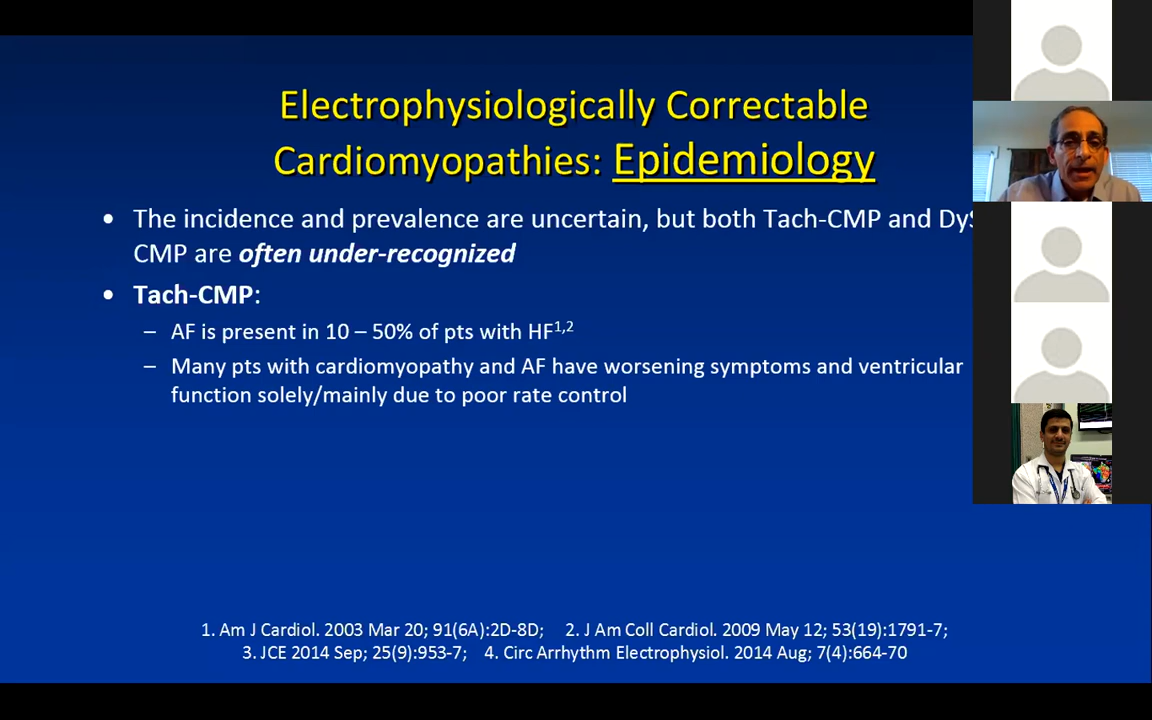 Electrophysiologically Correctable
Cardiomyopathies: Epidemiology
• The incidence and prevalence are uncertain, but both Tach-CMP and DyS
CMP are often under-recognized
• Tach-CMP:
– AF is present in 10 – 50% of pts with HF1,2
– Many pts with cardiomyopathy and AF have worsening symptoms and ventricular
function solely/mainly due to poor rate control
1. Am J Cardiol. 2003 Mar 20; 91(6A):2D-8D; 2. J Am Coll Cardiol. 2009 May 12; 53(19):1791-7;
3. JCE 2014 Sep; 25(9):953-7; 4. Circ Arrhythm Electrophysiol. 2014 Aug; 7(4):664-70